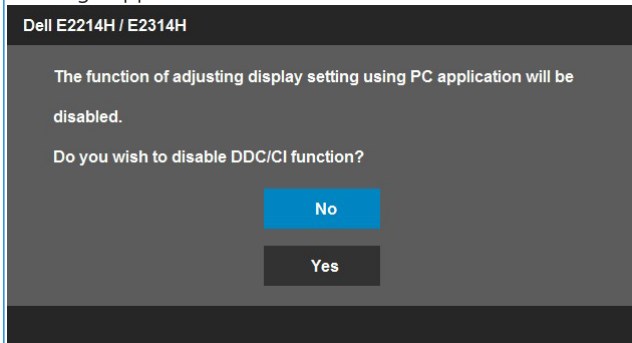 Dell E2214H / E2314H
The function of adjusting display setting using PC application will be
disabled.
Do you wish to disable DDC/CI function?
No
Yes